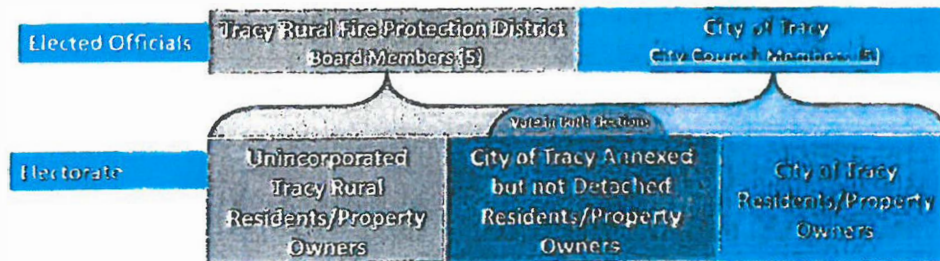 Elected Officials
Tracy Rural Fire Protection District
Board Members (5)
City of Tracy
City Council Members (5)
Vote in Both Elections
Electorate
Unincorporated
Tracy Rural
Residents/Property
Owners
City of Tracy Annexed
but not Detached
Residents/Property
Owners
City of Tracy
Residents/Property
Owners